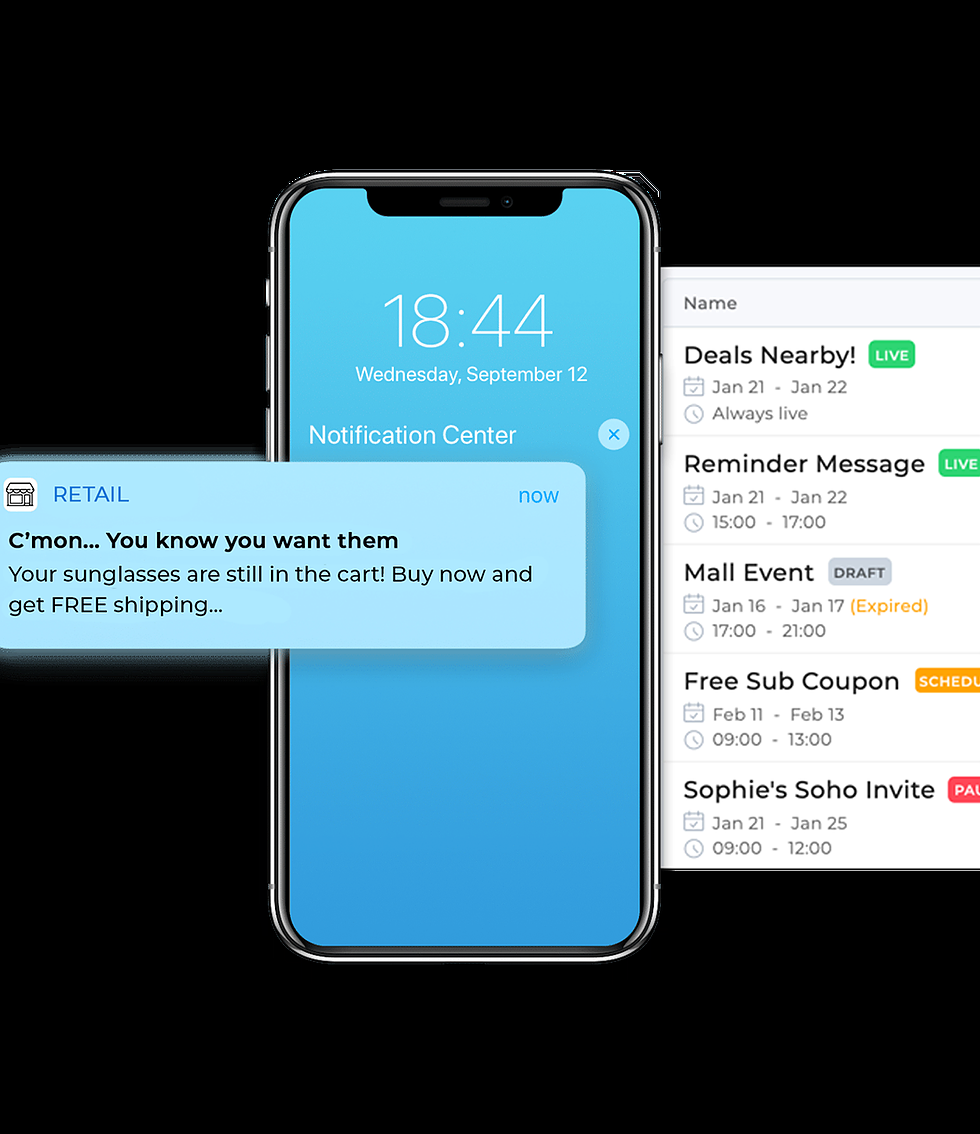 18:44
Wednesday, September 12
Notification Center
RETAIL now
C’mon... You know you want them
Your sunglasses are still in the cart! Buy now and
get FREE shipping...
Name
Deals Nearby! LIVE
Jan 21 - Jan 22
Always live
Reminder Message LIVE
Jan 21 - Jan 22
15:00 - 17:00
Mall Event DRAFT
Jan 16 - Jan 17 (Expired)
17:00 - 21:00
Free Sub Coupon SCHEDU
Feb 11 - Feb 13
09:00 - 13:00
Sophie's Soho Invite PAU
Jan 21 - Jan 25
09:00 - 12:00